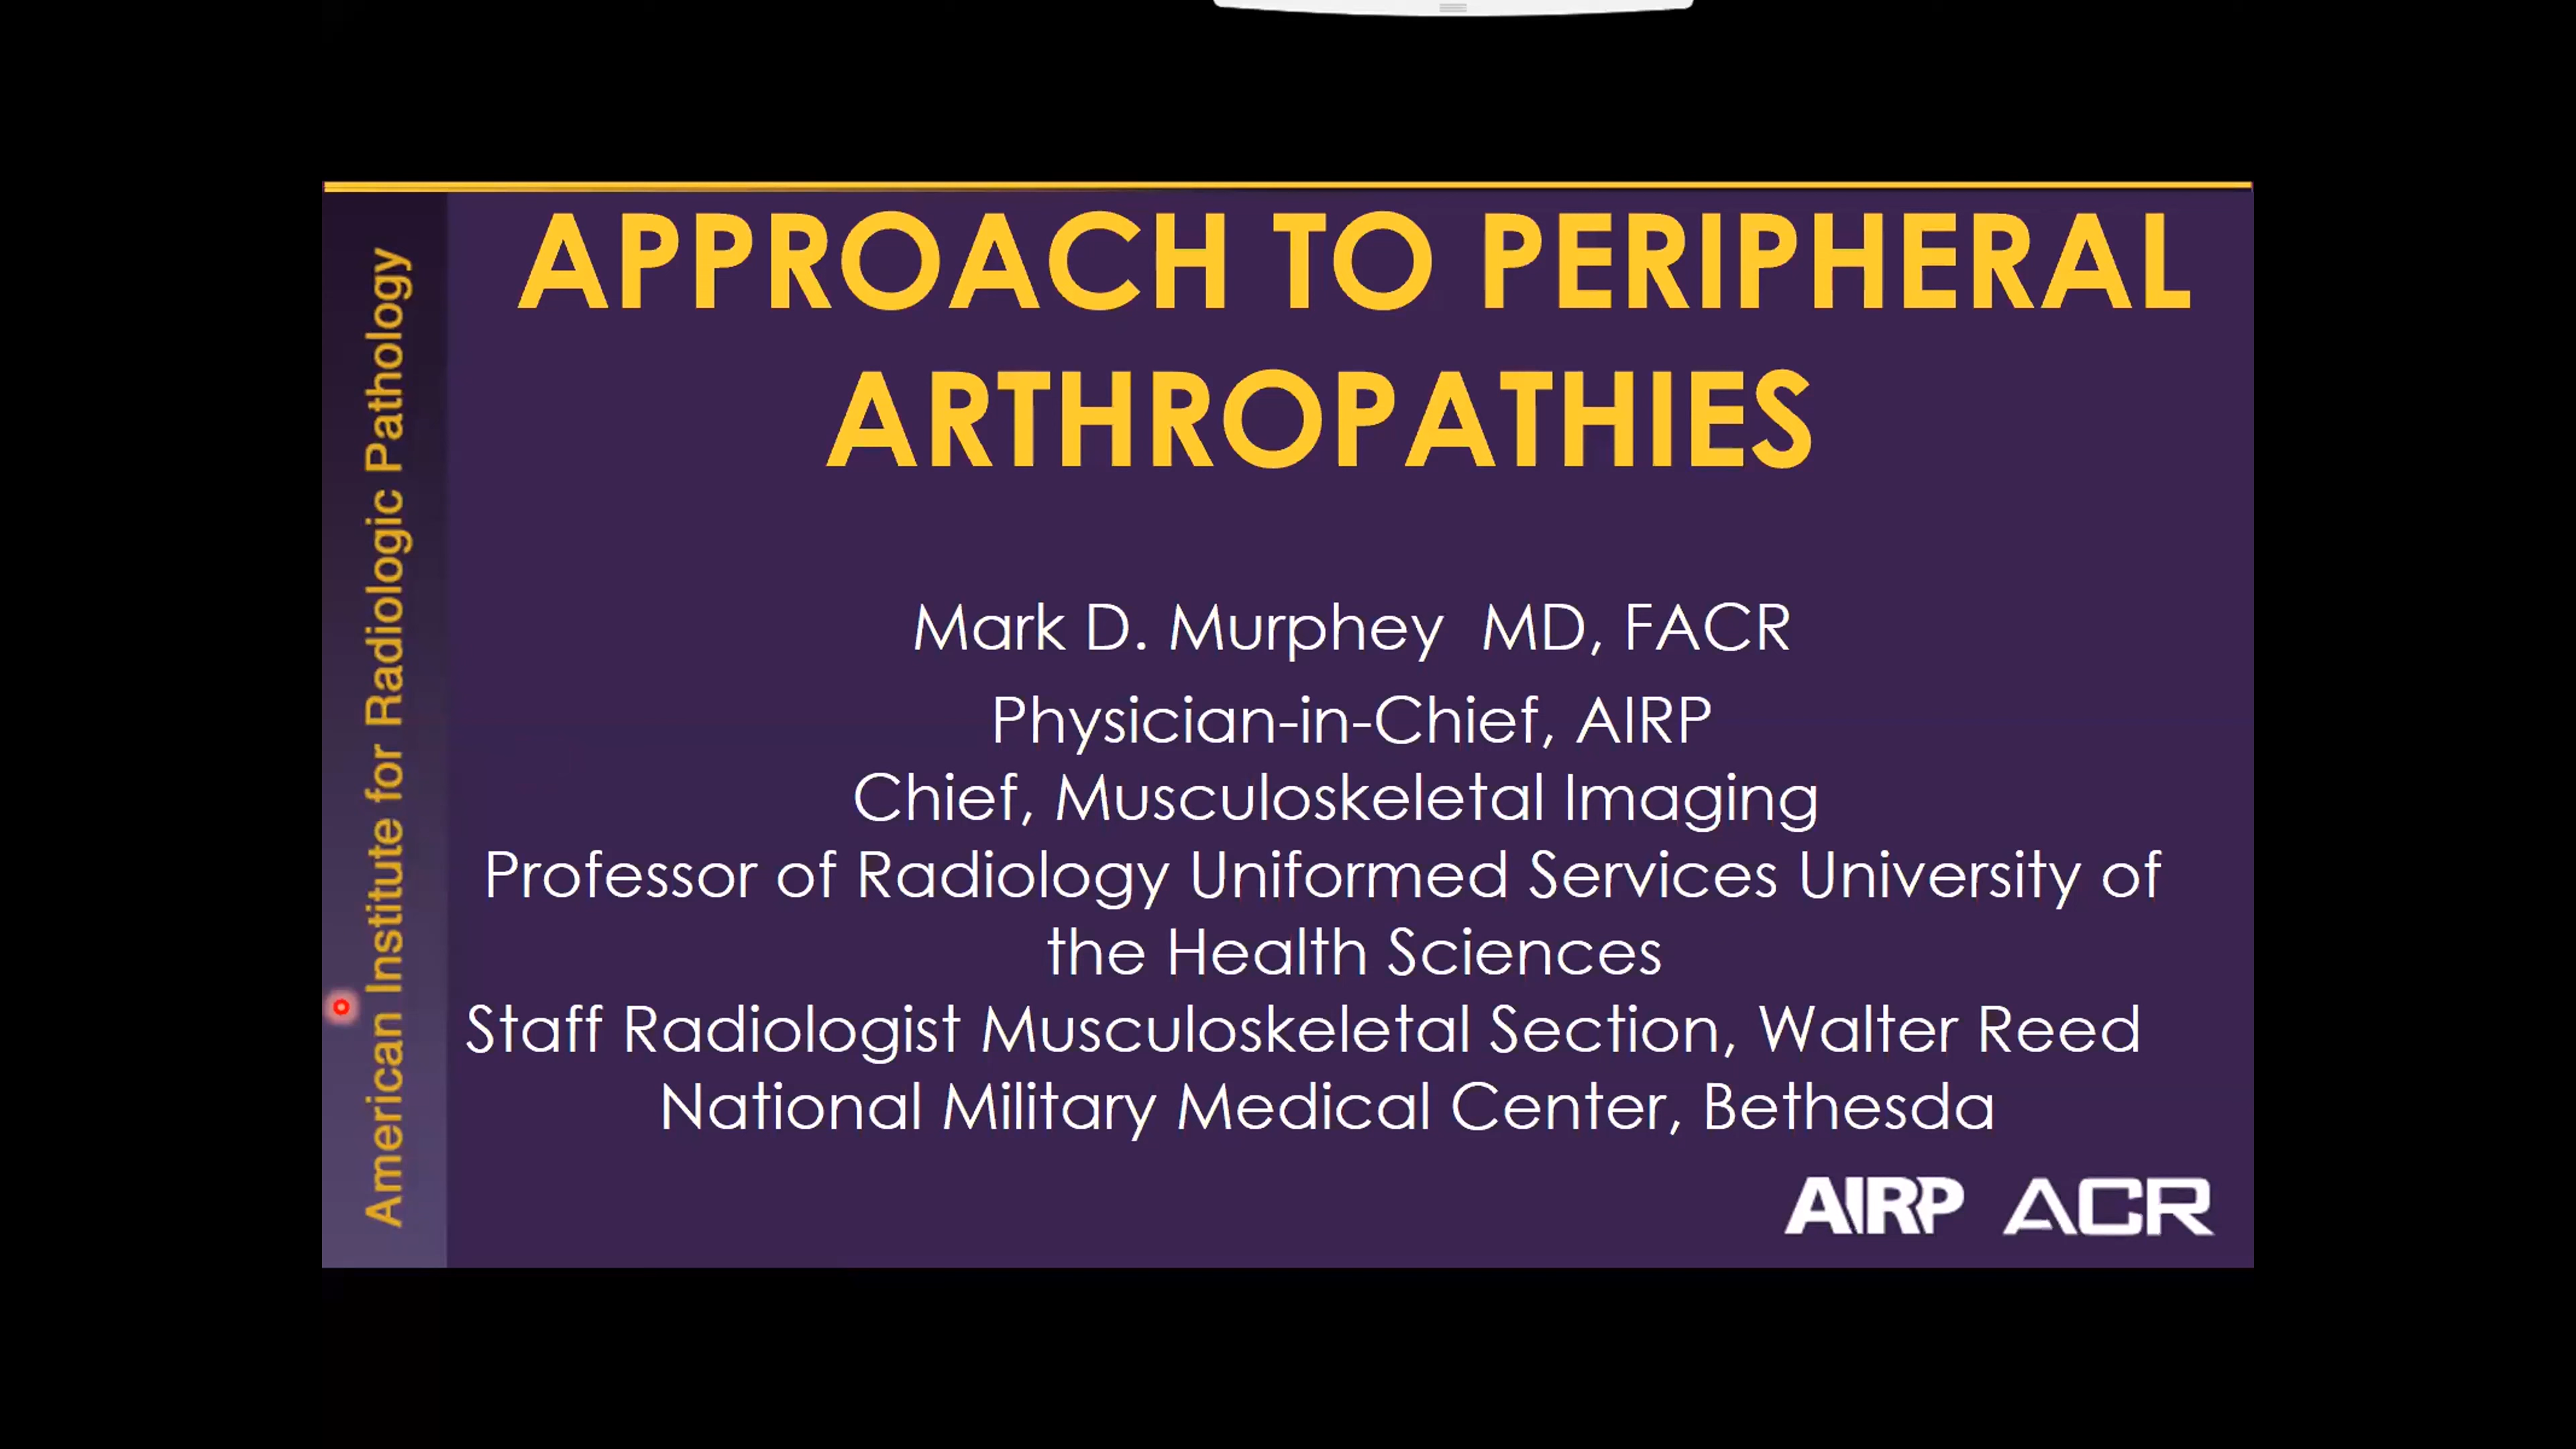 APPROACH TO PERIPHERAL
ARTHROPATHIES
Mark D. Murphey MD, FACR
Physician-in-Chief, AIRP
Chief, Musculoskeletal Imaging
Professor of Radiology Uniformed Services University of
the Health Sciences
Staff Radiologist Musculoskeletal Section, Walter Reed
National Military Medical Center, Bethesda
American Institute for Radiologic Pathology
AIRP ACR